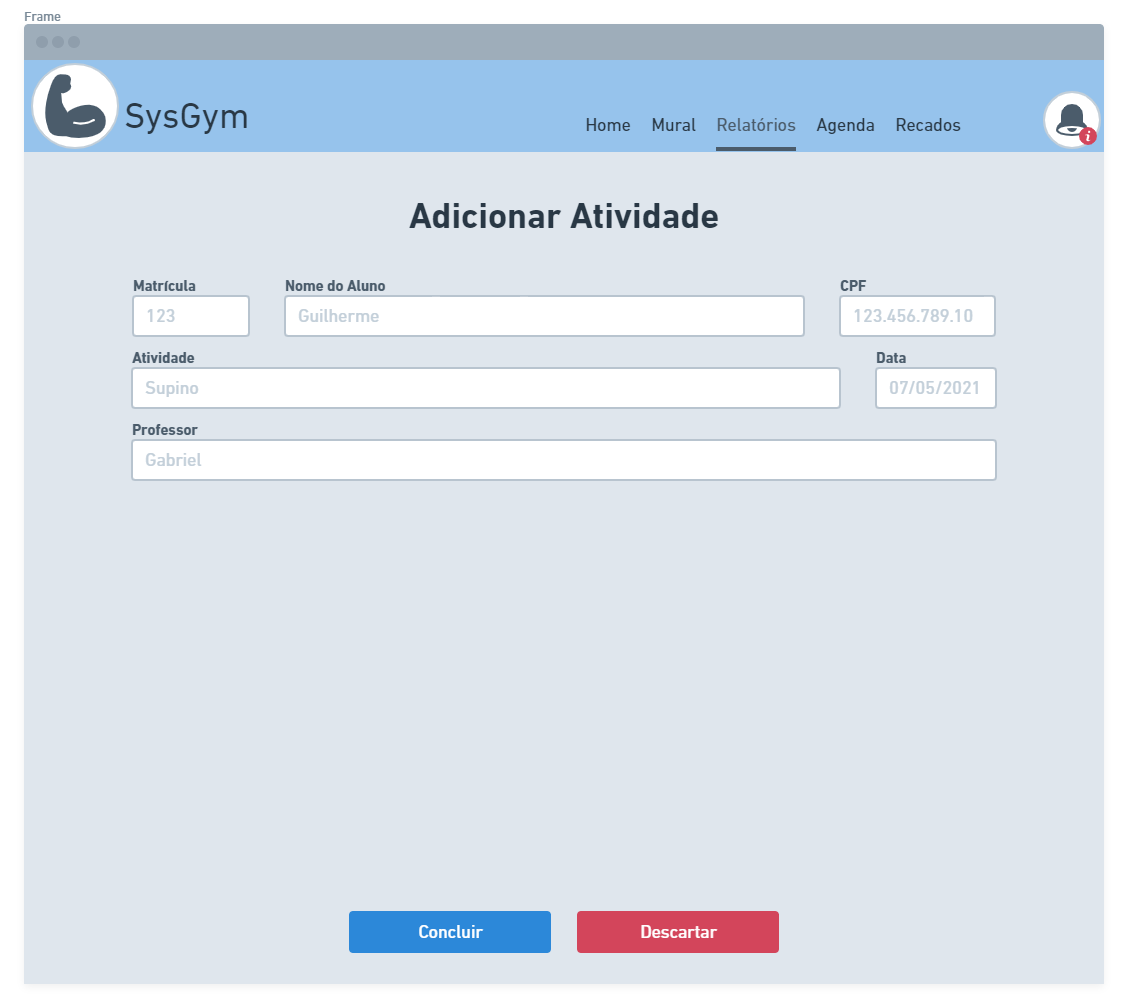 Frame
SysGym
Home Mural Relatórios Agenda Recados
i
Adicionar Atividade
Matrícula Nome do Aluno CPF
123 Guilherme 123.456.789.10
Atividade Data
Supino 07/05/2021
Professor
Gabriel
Concluir Descartar